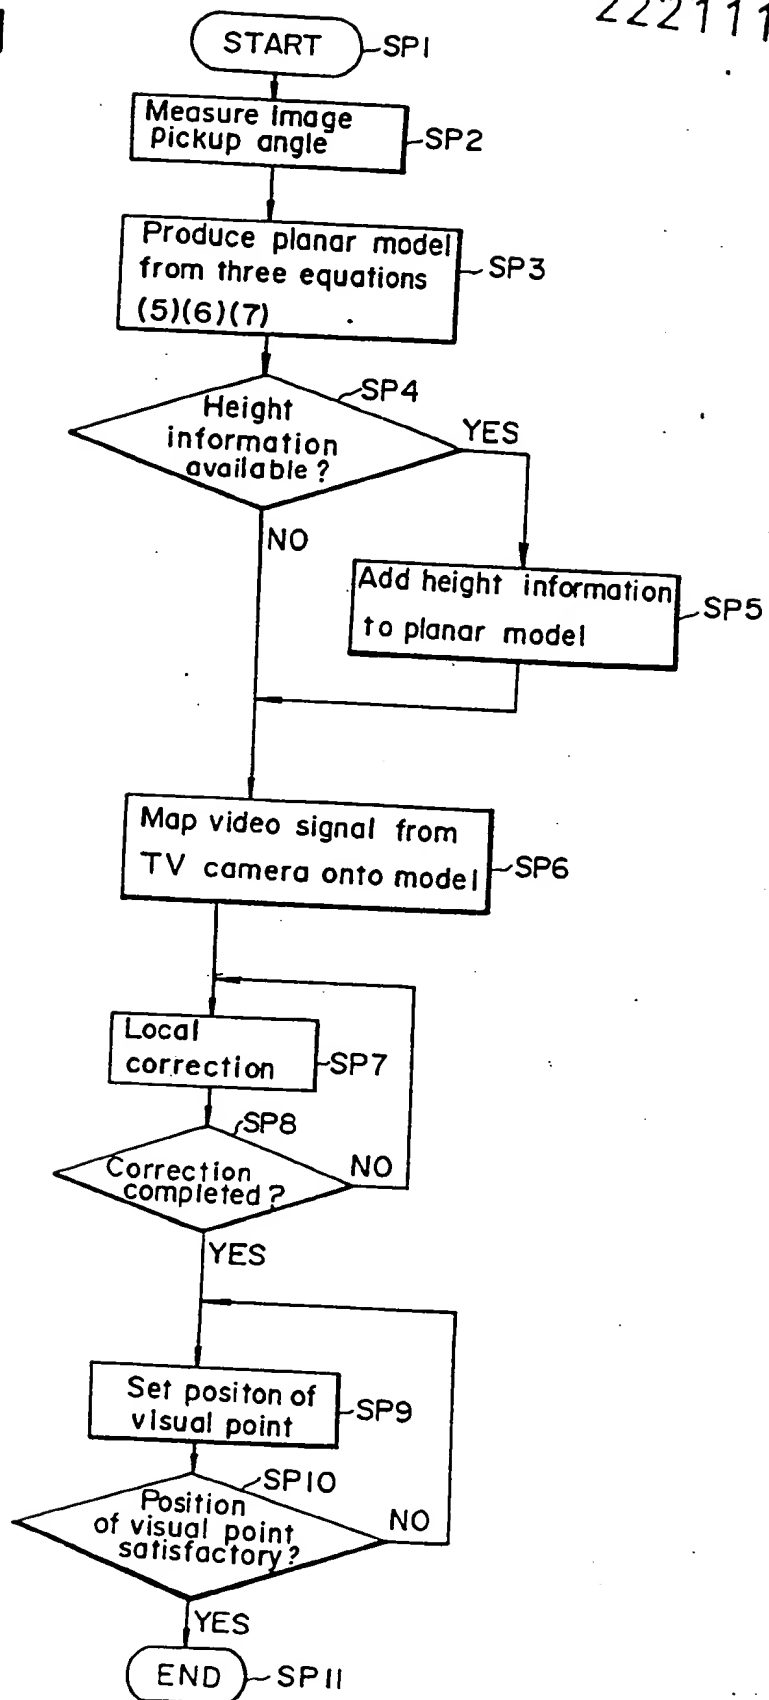 222111
START
SP1
Measure image
pickup angle
SP2
Produce planar model
from three equations
(5)(6)(7)
SP3
SP4
Height
information
available?
YES
NO
Add height information
to planar model
SP5
Map video signal from
TV camera onto model
SP6
Local
correction
SP7
SP8
Correction
completed?
NO
YES
Set positon of
visual point
SP9
SP10
Position
of visual point
satisfactory?
NO
YES
END
SP11